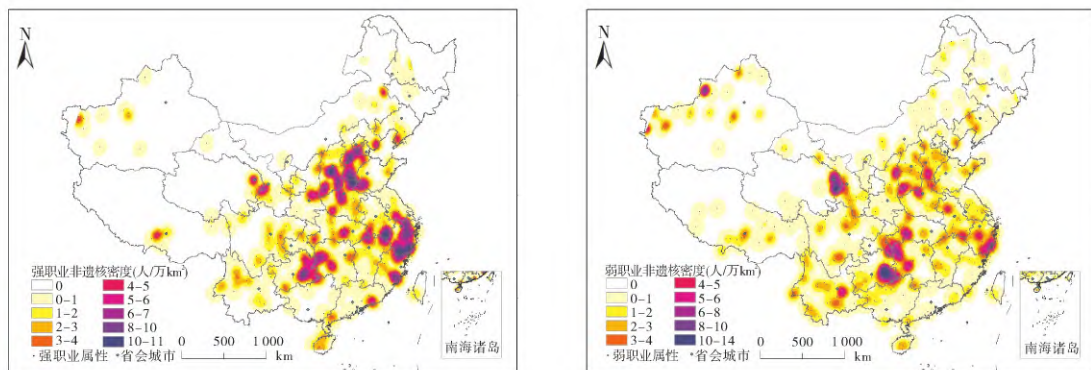 N
强职业非遗核密度(人/万km²)
0
0-1
1-2
2-3
3-4
4-5
5-6
6-7
8-10
10-11
·强职业属性 •省会城市
0 500 1 000
km
南海诸岛
N
弱职业非遗核密度(人/万km²)
0
0-1
1-2
2-3
3-4
4-5
5-6
6-8
8-10
10-14
·弱职业属性 •省会城市
0 500 1 000
km
南海诸岛